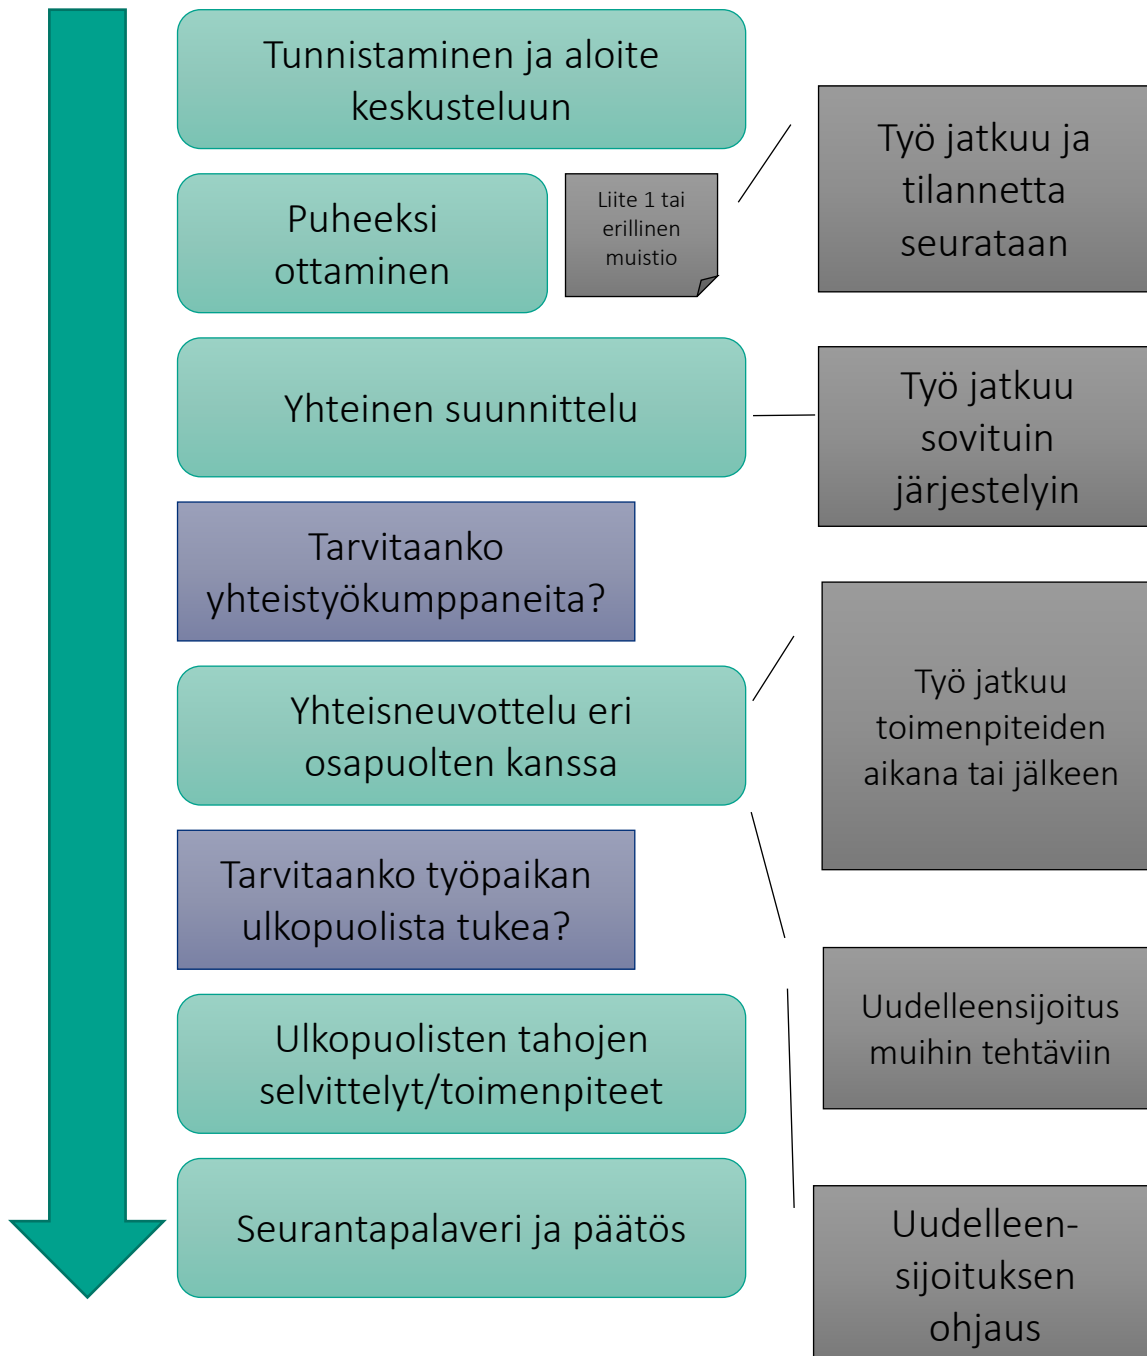 Tunnistaminen ja aloite
keskusteluun
Puheeksi
ottaminen
Liite 1 tai
erillinen
muistio
Työ jatkuu ja
tilannetta
seurataan
Yhteinen suunnittelu
Työ jatkuu
sovituin
järjestelyin
Tarvitaanko
yhteistyökumppaneita?
Yhteisneuvottelu eri
osapuolten kanssa
Työ jatkuu
toimenpiteiden
aikana tai jälkeen
Tarvitaanko työpaikan
ulkopuolista tukea?
Ulkopuolisten tahojen
selvittelyt/toimenpiteet
Uudelleensijoitus
muihin tehtäviin
Seurantapalaveri ja päätös
Uudelleen-
sijoituksen
ohjaus